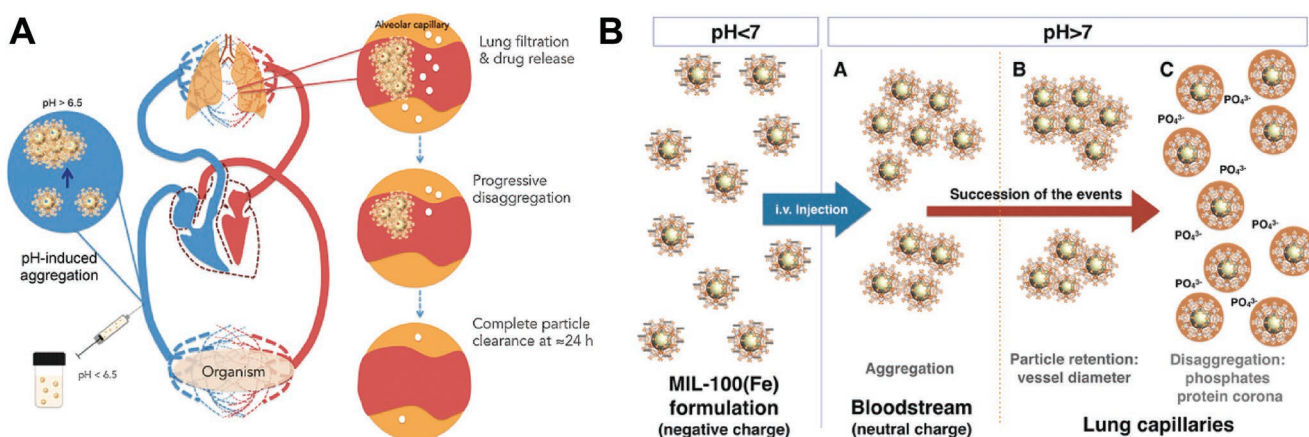 A
Alveolar capillary
Lung filtration
& drug release
pH > 6.5
Progressive
disaggregation
pH-induced
aggregation
Complete particle
clearance at ≈24 h
pH < 6.5
Organism
B
pH<7
pH>7
A
B
C
PO₄³⁻
PO₄³⁻
PO₄³⁻
i.v. Injection
Succession of the events
PO₄³⁻
PO₄³⁻
PO₄³⁻
PO₄³⁻
PO₄³⁻
Aggregation
Particle retention:
vessel diameter
Disaggregation:
phosphates
protein corona
MIL-100(Fe)
formulation
(negative charge)
Bloodstream
(neutral charge)
Lung capillaries